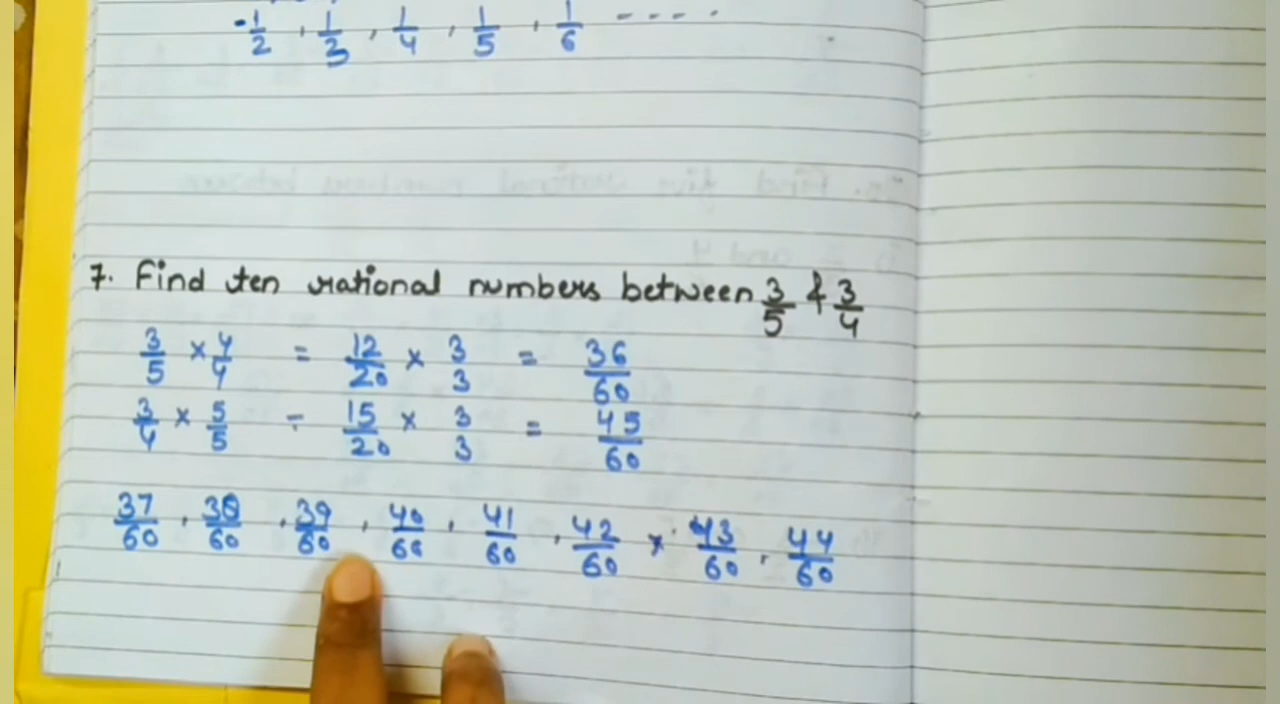 -1/2 , 1/3 , 1/4 , 1/5 , 1/6 ----.
7. Find ten rational numbers between 3/5 & 3/4
3/5 × 4/4 = 12/20 × 3/3 = 36/60
3/4 × 5/5 = 15/20 × 3/3 = 45/60
37/60 , 38/60 , 39/60 , 40/60 , 41/60 , 42/60 , 43/60 , 44/60